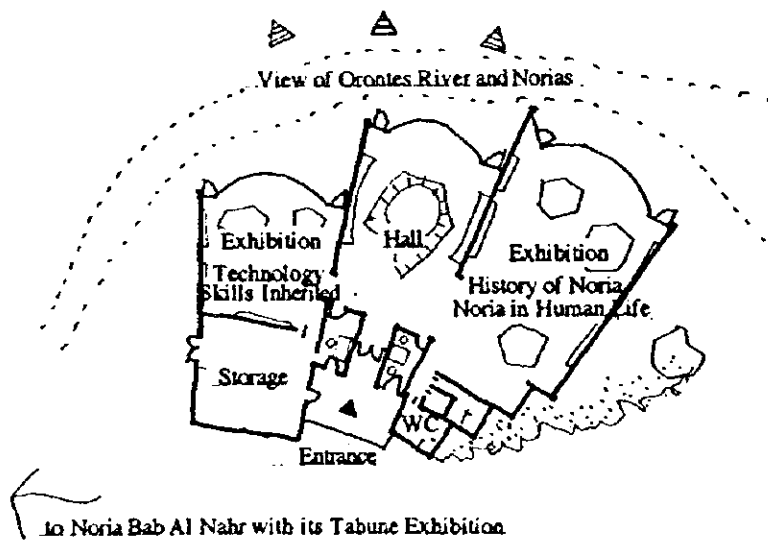 View of Orontes River and Norias
Exhibition
Technology
Skills Inherited
Hall
Exhibition
History of Noria
Noria in Human Life
Storage
WC
Entrance
to Noria Bab Al Nahr with its Tabune Exhibition